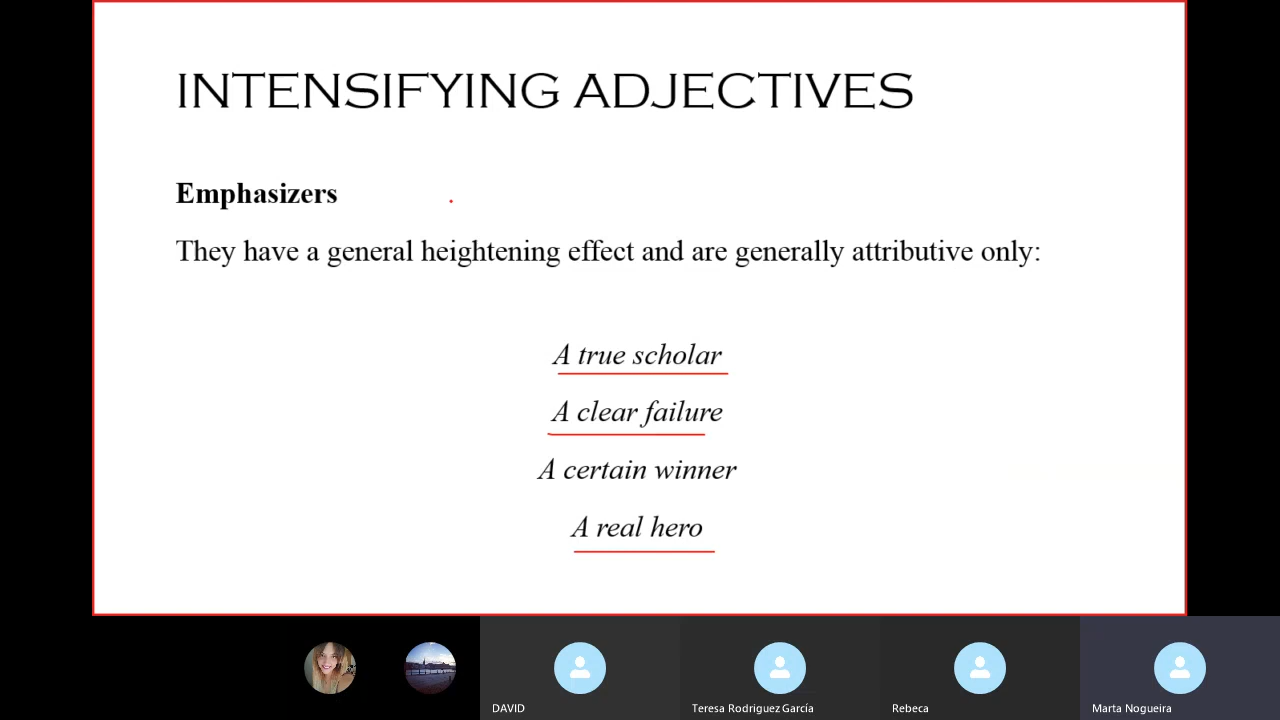 INTENSIFYING ADJECTIVES
Emphasizers
They have a general heightening effect and are generally attributive only:
A true scholar
A clear failure
A certain winner
A real hero
DAVID
Teresa Rodriguez García
Rebeca
Marta Nogueira